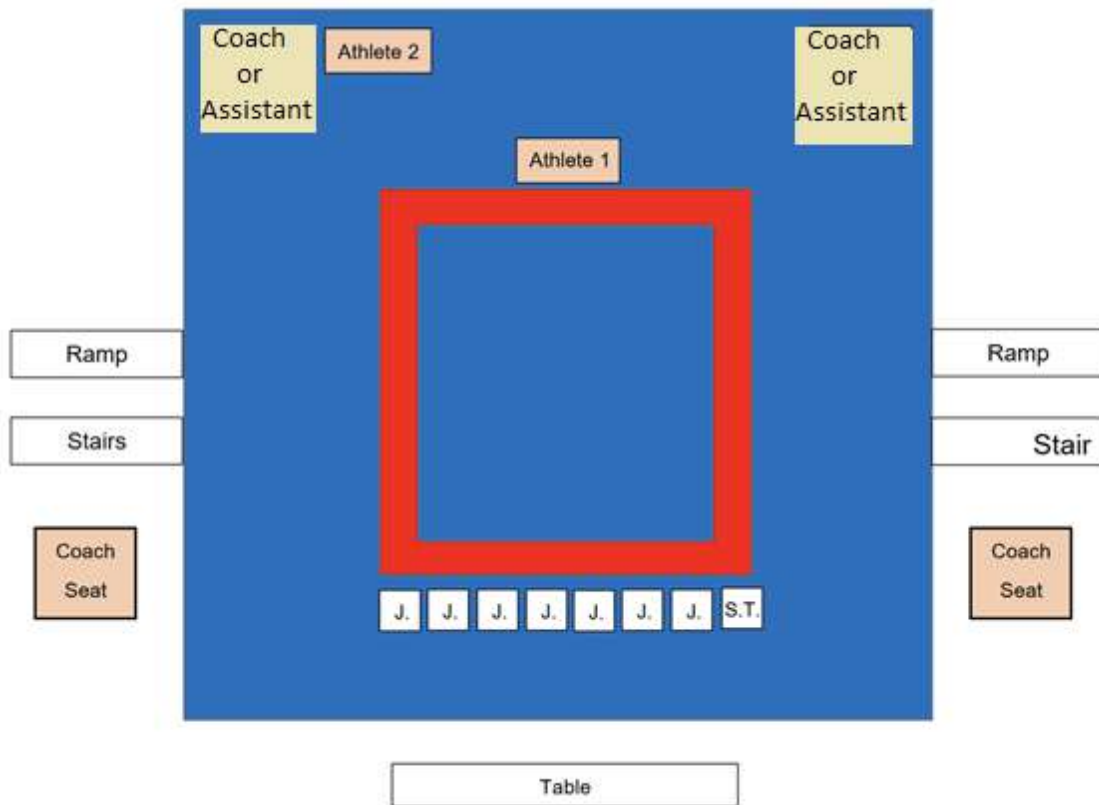 Coach
or
Assistant
Athlete 2
Coach
or
Assistant
Athlete 1
Ramp
Ramp
Stairs
Stair
Coach
Seat
Coach
Seat
J.
J.
J.
J.
J.
J.
J.
S.T.
Table